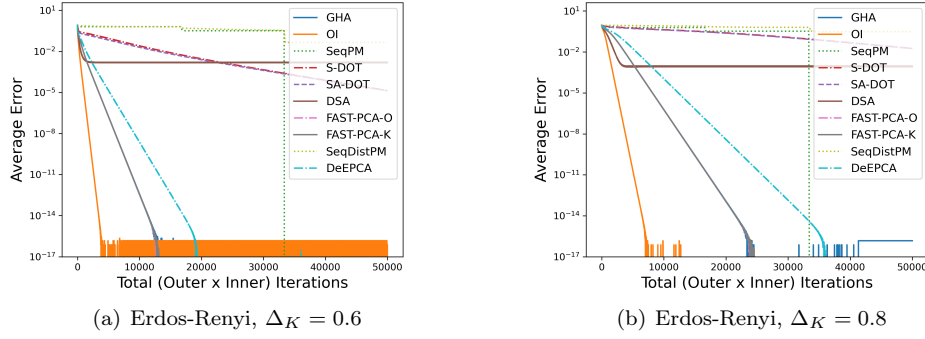 10^1
10^-2
10^-5
10^-8
10^-11
10^-14
10^-17
Average Error
0
10000
20000
30000
40000
50000
Total (Outer x Inner) Iterations
GHA
OI
SeqPM
S-DOT
SA-DOT
DSA
FAST-PCA-O
FAST-PCA-K
SeqDistPM
DeEPCA
(a) Erdos-Renyi, Δ_K = 0.6
10^1
10^-2
10^-5
10^-8
10^-11
10^-14
10^-17
Average Error
0
10000
20000
30000
40000
50000
Total (Outer x Inner) Iterations
GHA
OI
SeqPM
S-DOT
SA-DOT
DSA
FAST-PCA-O
FAST-PCA-K
SeqDistPM
DeEPCA
(b) Erdos-Renyi, Δ_K = 0.8